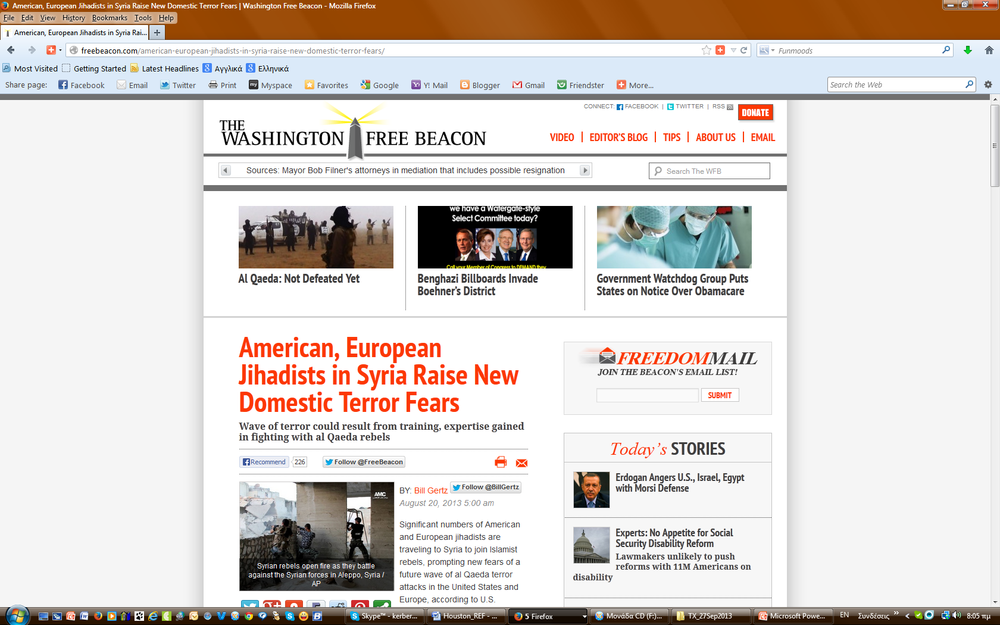 American, European Jihadists in Syria Raise New Domestic Terror Fears | Washington Free Beacon - Mozilla Firefox
File Edit View History Bookmarks Tools Help
American, European Jihadists in Syria Rai...
freebeacon.com/american-european-jihadists-in-syria-raise-new-domestic-terror-fears/
Funmoods
Most Visited Getting Started Latest Headlines Αγγλικά Ελληνικά
Share page: Facebook Email Twitter Print Myspace Favorites Google Y! Mail Blogger Gmail Friendster More...
Search the Web
CONNECT: FACEBOOK | TWITTER | RSS
DONATE
THE
WASHINGTON FREE BEACON
VIDEO | EDITOR'S BLOG | TIPS | ABOUT US | EMAIL
Sources: Mayor Bob Filner's attorneys in mediation that includes possible resignation
Search The WFB
we have a Watergate-style
Select Committee today?
Call your Member of Congress to DEMAND they
Al Qaeda: Not Defeated Yet
Benghazi Billboards Invade
Boehner's District
Government Watchdog Group Puts
States on Notice Over Obamacare
American, European
Jihadists in Syria Raise New
Domestic Terror Fears
Wave of terror could result from training, expertise gained
in fighting with al Qaeda rebels
Recommend 226 Follow @FreeBeacon
AMC
Syrian rebels open fire as they battle
against the Syrian forces in Aleppo, Syria /
AP
BY: Bill Gertz Follow @BillGertz
August 20, 2013 5:00 am
Significant numbers of American
and European jihadists are
traveling to Syria to join Islamist
rebels, prompting new fears of a
future wave of al Qaeda terror
attacks in the United States and
Europe, according to U.S.
FREEDOMMAIL
JOIN THE BEACON'S EMAIL LIST!
SUBMIT
Today's STORIES
Erdogan Angers U.S., Israel, Egypt
with Morsi Defense
Experts: No Appetite for Social
Security Disability Reform
Lawmakers unlikely to push
reforms with 11M Americans on
disability
Skype™ - kerber...
Houston_REF - ...
5 Firefox
Μονάδα CD (F:)...
TX_27Sep2013
Microsoft Powe...
EN
Συνδέσεις
8:05 πμ